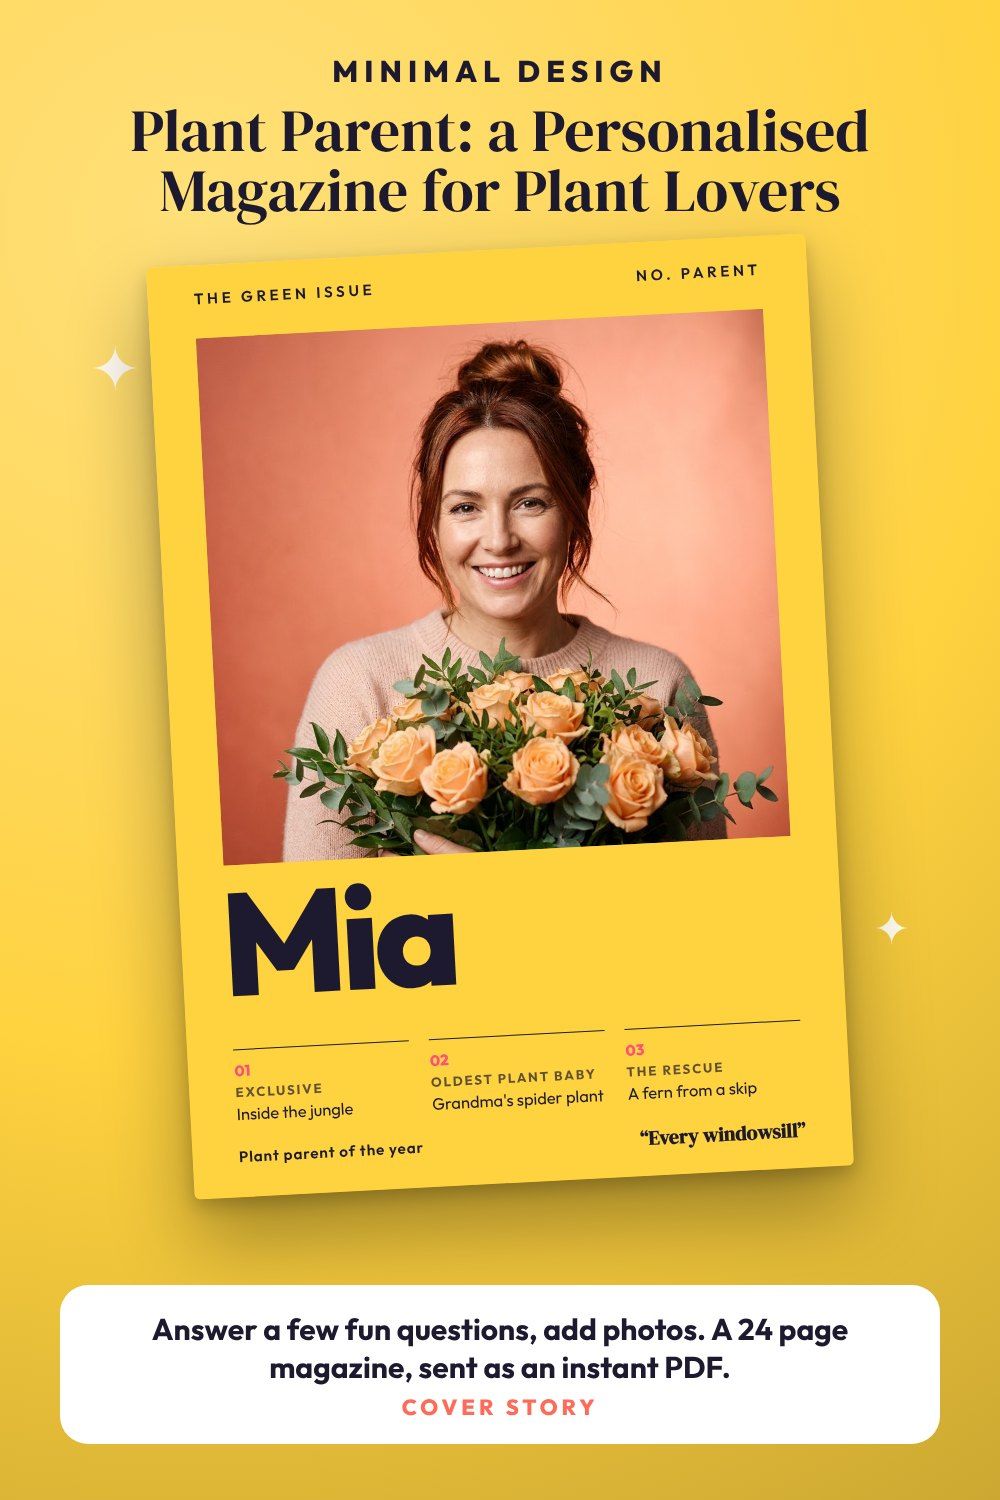 MINIMAL DESIGN
Plant Parent: a Personalised
Magazine for Plant Lovers
THE GREEN ISSUE
NO. PARENT
Mia
01
EXCLUSIVE
Inside the jungle
02
OLDEST PLANT BABY
Grandma's spider plant
03
THE RESCUE
A fern from a skip
Plant parent of the year
“Every windowsill”
Answer a few fun questions, add photos. A 24 page
magazine, sent as an instant PDF.
COVER STORY